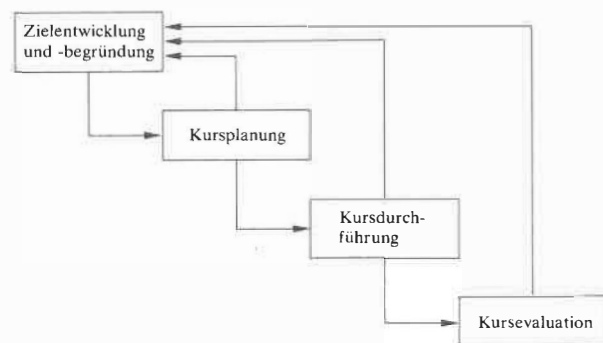 Zielentwicklung
und -begründung
Kursplanung
Kursdurch-
führung
Kursevaluation